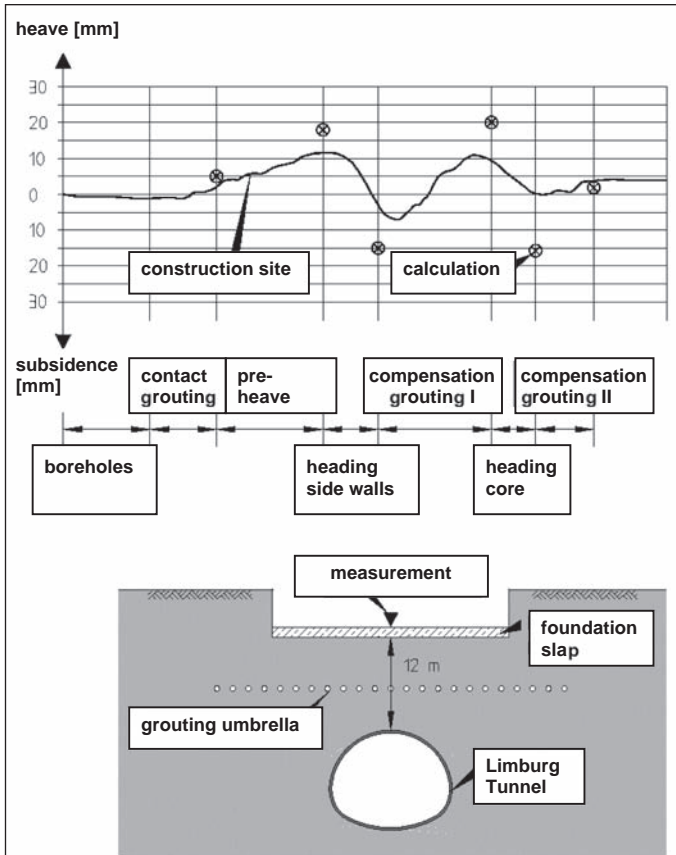 heave [mm]
30
20
10
0
10
20
30
construction site
calculation
subsidence
[mm]
contact
grouting
pre-
heave
compensation
grouting I
compensation
grouting II
boreholes
heading
side walls
heading
core
measurement
foundation
slap
12 m
grouting umbrella
Limburg
Tunnel